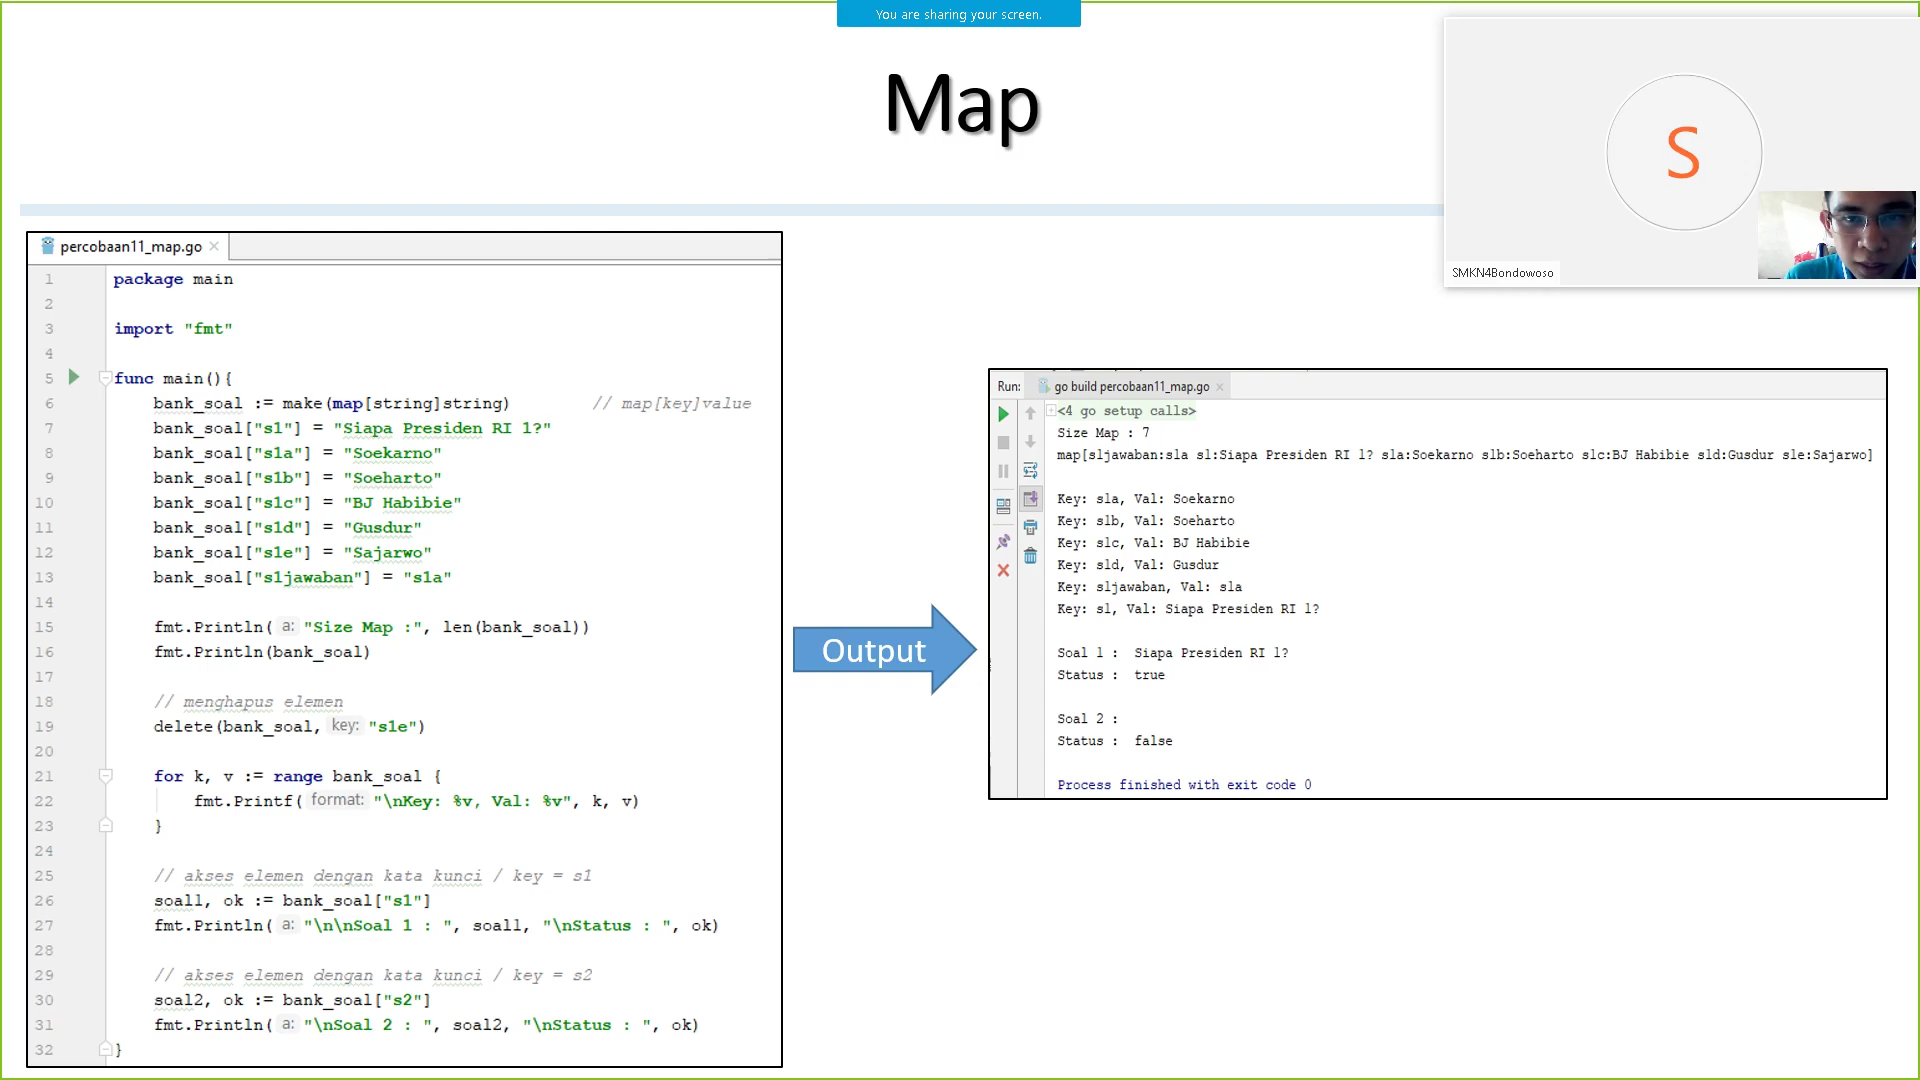 You are sharing your screen.
Map
S
SMKN4Bondowoso
percobaan11_map.go
1 package main
2
3 import "fmt"
4
5 func main(){
6 bank_soal := make(map[string]string) // map[key]value
7 bank_soal["s1"] = "Siapa Presiden RI 1?"
8 bank_soal["s1a"] = "Soekarno"
9 bank_soal["s1b"] = "Soeharto"
10 bank_soal["s1c"] = "BJ Habibie"
11 bank_soal["s1d"] = "Gusdur"
12 bank_soal["s1e"] = "Sajarwo"
13 bank_soal["s1jawaban"] = "s1a"
14
15 fmt.Println( a: "Size Map :", len(bank_soal))
16 fmt.Println(bank_soal)
17
18 // menghapus elemen
19 delete(bank_soal, key: "s1e")
20
21 for k, v := range bank_soal {
22 fmt.Printf( format: "\nKey: %v, Val: %v", k, v)
23 }
24
25 // akses elemen dengan kata kunci / key = s1
26 soal1, ok := bank_soal["s1"]
27 fmt.Println( a: "\n\nSoal 1 : ", soal1, "\nStatus : ", ok)
28
29 // akses elemen dengan kata kunci / key = s2
30 soal2, ok := bank_soal["s2"]
31 fmt.Println( a: "\nSoal 2 : ", soal2, "\nStatus : ", ok)
32 }
Output
Run: go build percobaan11_map.go
<4 go setup calls>
Size Map : 7
map[s1jawaban:s1a s1:Siapa Presiden RI 1? s1a:Soekarno s1b:Soeharto s1c:BJ Habibie s1d:Gusdur s1e:Sajarwo]
Key: s1a, Val: Soekarno
Key: s1b, Val: Soeharto
Key: s1c, Val: BJ Habibie
Key: s1d, Val: Gusdur
Key: s1jawaban, Val: s1a
Key: s1, Val: Siapa Presiden RI 1?
Soal 1 : Siapa Presiden RI 1?
Status : true
Soal 2 :
Status : false
Process finished with exit code 0